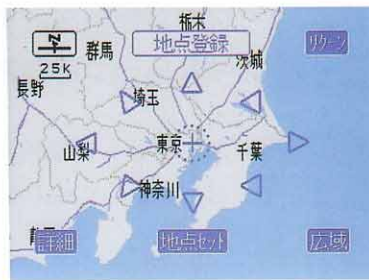 栃木
群馬
地点登録
茨城
リターン
25K
長野
埼玉
東京
山梨
千葉
神奈川
詳細
地点セット
広域